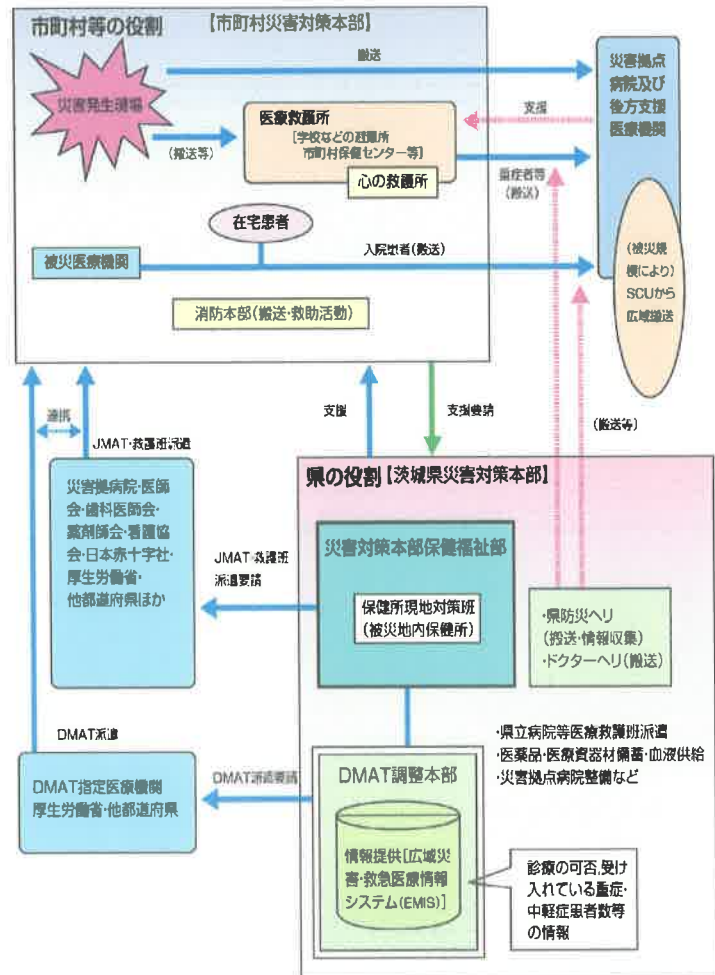 市町村等の役割 【市町村災害対策本部】
災害発生現場
搬送
災害拠点
病院及び
後方支援
医療機関
支援
(搬送等)
医療救護所
[学校などの避難所
市町村保健センター等]
心の救護所
重症者等
(搬送)
在宅患者
被災医療機関
入院患者(搬送)
(被災規
模により)
SCUから
広域搬送
消防本部(搬送・救助活動)
連携
JMAT・救護班派遣
支援
支援要請
(搬送等)
災害拠病院・医師
会・歯科医師会・
薬剤師会・看護協
会・日本赤十字社・
厚生労働省・
他都道府県ほか
JMAT・救護班
派遣要請
県の役割【茨城県災害対策本部】
災害対策本部保健福祉部
保健所現地対策班
(被災地内保健所)
・県防災ヘリ
(搬送・情報収集)
・ドクターヘリ(搬送)
DMAT派遣
DMAT指定医療機関
厚生労働省・他都道府県
DMAT派遣要請
・県立病院等医療救護班派遣
・医薬品・医療資器材備蓄・血液供給
・災害拠点病院整備など
DMAT調整本部
情報提供[広域災
害・救急医療情報
システム(EMIS)]
診療の可否,受け
入れている重症・
中軽症患者数等
の情報